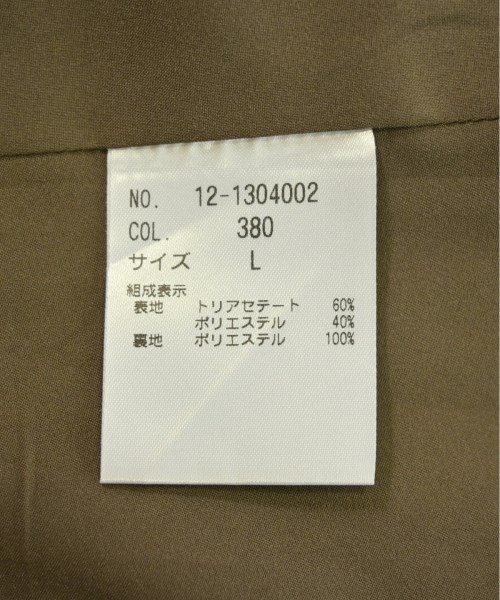 NO. 12-1304002
COL. 380
サイズ L
組成表示
表地 トリアセテート 60%
ポリエステル 40%
裏地 ポリエステル 100%